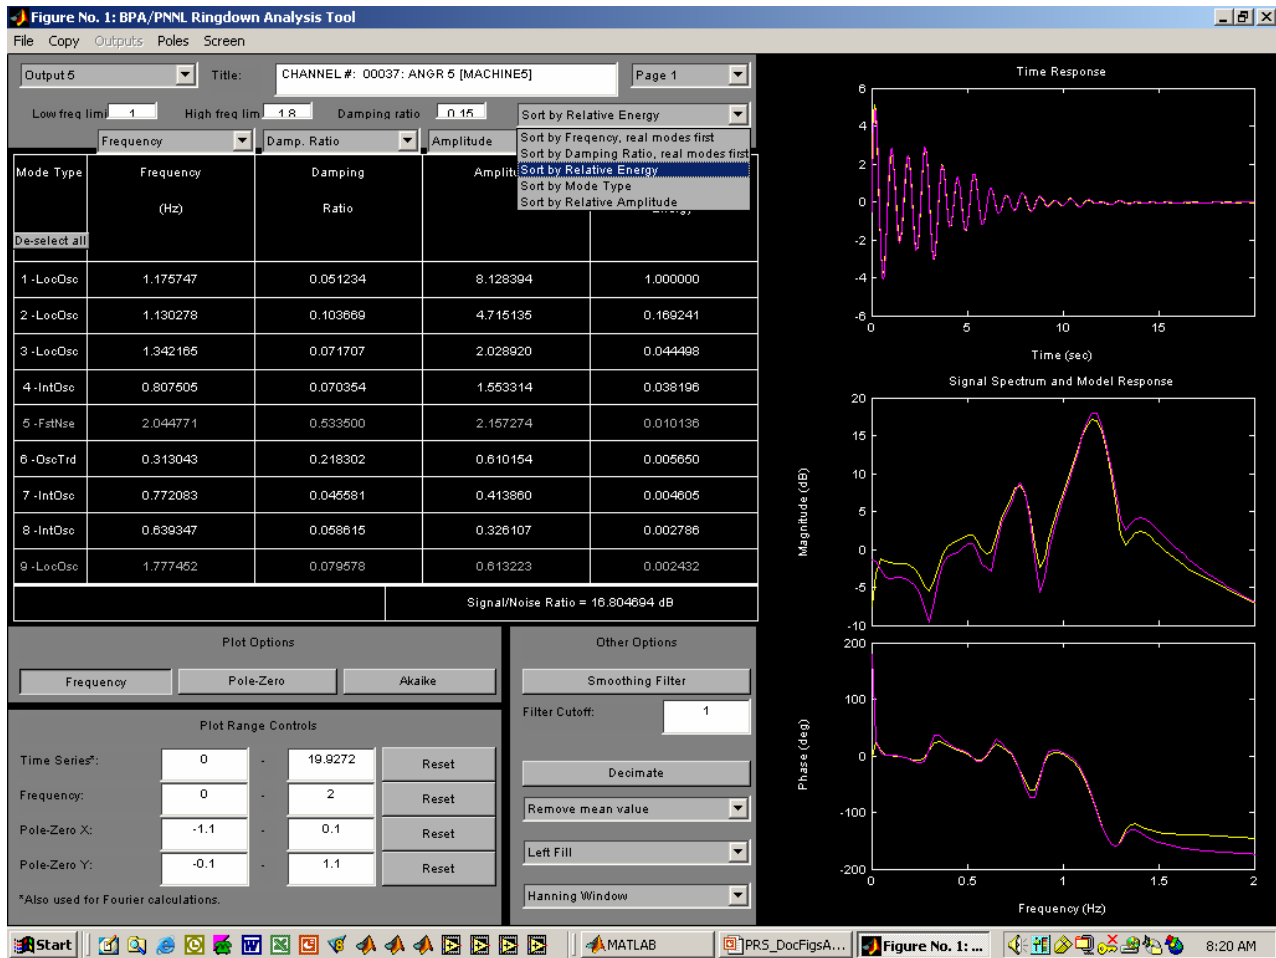 Figure No. 1: BPA/PNNL Ringdown Analysis Tool
File Copy Outputs Poles Screen
Output 5 Title: CHANNEL #: 00037: ANGR 5 [MACHINE5] Page 1
Low freq limi .1 High freq lim 1.8 Damping ratio 0.15 Sort by Relative Energy
Frequency Damp. Ratio Amplitude
Sort by Freqency, real modes first
Sort by Damping Ratio, real modes first
Sort by Relative Energy
Sort by Mode Type
Sort by Relative Amplitude
Mode Type Frequency Damping Amplitu
(Hz) Ratio Energy
De-select all
1 -LocOsc 1.175747 0.051234 8.128394 1.000000
2 -LocOsc 1.130278 0.103669 4.715135 0.169241
3 -LocOsc 1.342165 0.071707 2.028920 0.044498
4 -IntOsc 0.807505 0.070354 1.553314 0.038196
5 -FstNse 2.044771 0.533500 2.157274 0.010136
6 -OscTrd 0.313043 0.218302 0.610154 0.005650
7 -IntOsc 0.772083 0.045581 0.413860 0.004605
8 -IntOsc 0.639347 0.058615 0.326107 0.002786
9 -LocOsc 1.777452 0.079578 0.613223 0.002432
Signal/Noise Ratio = 16.804694 dB
Plot Options
Frequency Pole-Zero Akaike
Plot Range Controls
Time Series*: 0 - 19.9272 Reset
Frequency: 0 - 2 Reset
Pole-Zero X: -1.1 - 0.1 Reset
Pole-Zero Y: -0.1 - 1.1 Reset
*Also used for Fourier calculations.
Other Options
Smoothing Filter
Filter Cutoff: 1
Decimate
Remove mean value
Left Fill
Hanning Window
Time Response
6
4
2
0
-2
-4
-6
0 5 10 15
Time (sec)
Signal Spectrum and Model Response
Magnitude (dB)
20
15
10
5
0
-5
-10
Phase (deg)
200
100
0
-100
-200
0 0.5 1 1.5 2
Frequency (Hz)
Start MATLAB PRS_DocFigsA... Figure No. 1: ... 8:20 AM